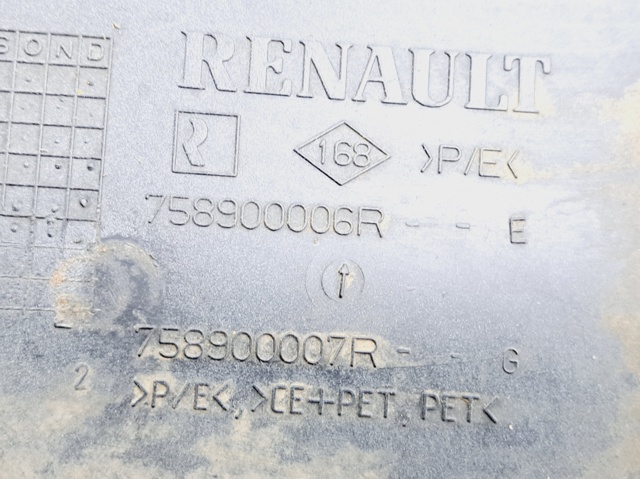 SOND
RENAULT
168 >P/E<
758900006R - - E
758900007R - - G
2 >P/E<, >CE+PET, PET<